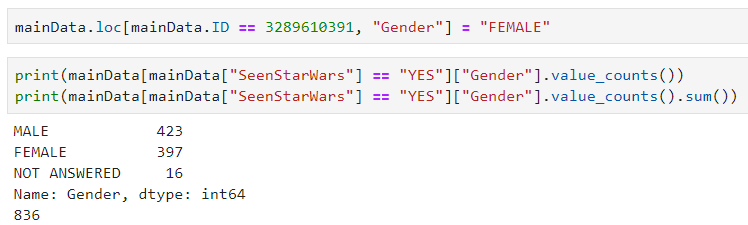 mainData.loc[mainData.ID == 3289610391, "Gender"] = "FEMALE"
print(mainData[mainData["SeenStarWars"] == "YES"]["Gender"].value_counts())
print(mainData[mainData["SeenStarWars"] == "YES"]["Gender"].value_counts().sum())
MALE            423
FEMALE          397
NOT ANSWERED     16
Name: Gender, dtype: int64
836